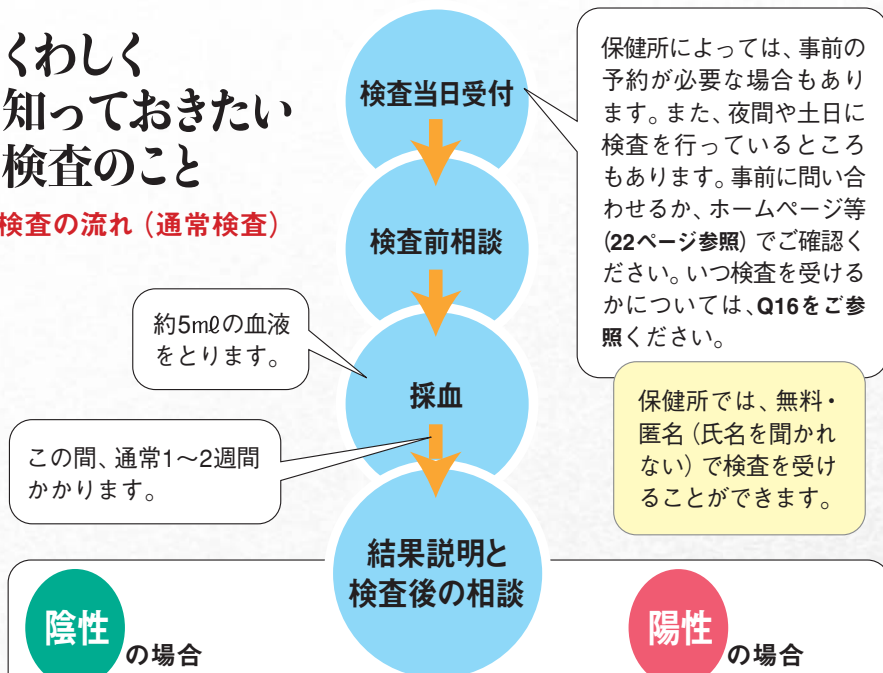 くわしく
知っておきたい
検査のこと
検査の流れ（通常検査）
検査当日受付
保健所によっては、事前の
予約が必要な場合もあり
ます。また、夜間や土日に
検査を行っているところ
もあります。事前に問い合
わせるか、ホームページ等
（22ページ参照）でご確認く
ださい。いつ検査を受ける
かについては、Q16をご参
照ください。
検査前相談
約5mℓの血液
をとります。
採血
保健所では、無料・
匿名（氏名を聞かれ
ない）で検査を受け
ることができます。
この間、通常1～2週間
かかります。
結果説明と
検査後の相談
陰性の場合
陽性の場合